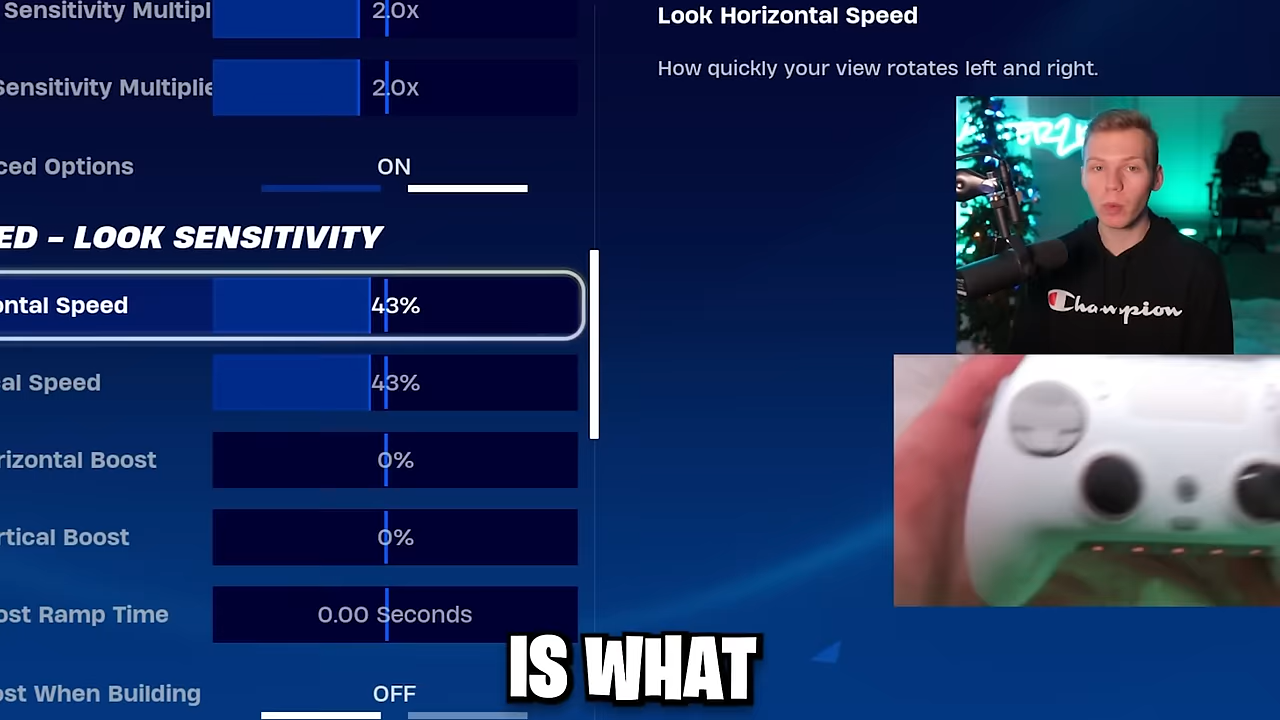 Sensitivity Multipl
2.0x
Look Horizontal Speed
How quickly your view rotates left and right.
Sensitivity Multiplie
2.0x
ced Options
ON
ED - LOOK SENSITIVITY
ontal Speed
43%
al Speed
43%
rizontal Boost
0%
rtical Boost
0%
ost Ramp Time
0.00 Seconds
ost When Building
OFF
Champion
IS WHAT